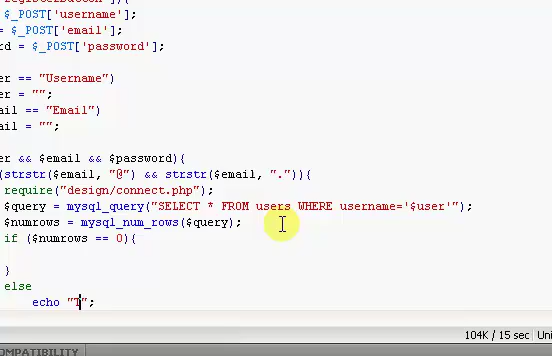 $_POST['username'];
= $_POST['email'];
rd = $_POST['password'];
er == "Username")
er = "";
ail == "Email")
ail = "";
er && $email && $password){
(strstr($email, "@") && strstr($email, ".")){
require("design/connect.php");
$query = mysql_query("SELECT * FROM users WHERE username='$user'");
$numrows = mysql_num_rows($query);
if ($numrows == 0){
}
else
echo "T";
104K / 15 sec Uni
COMPATIBILITY